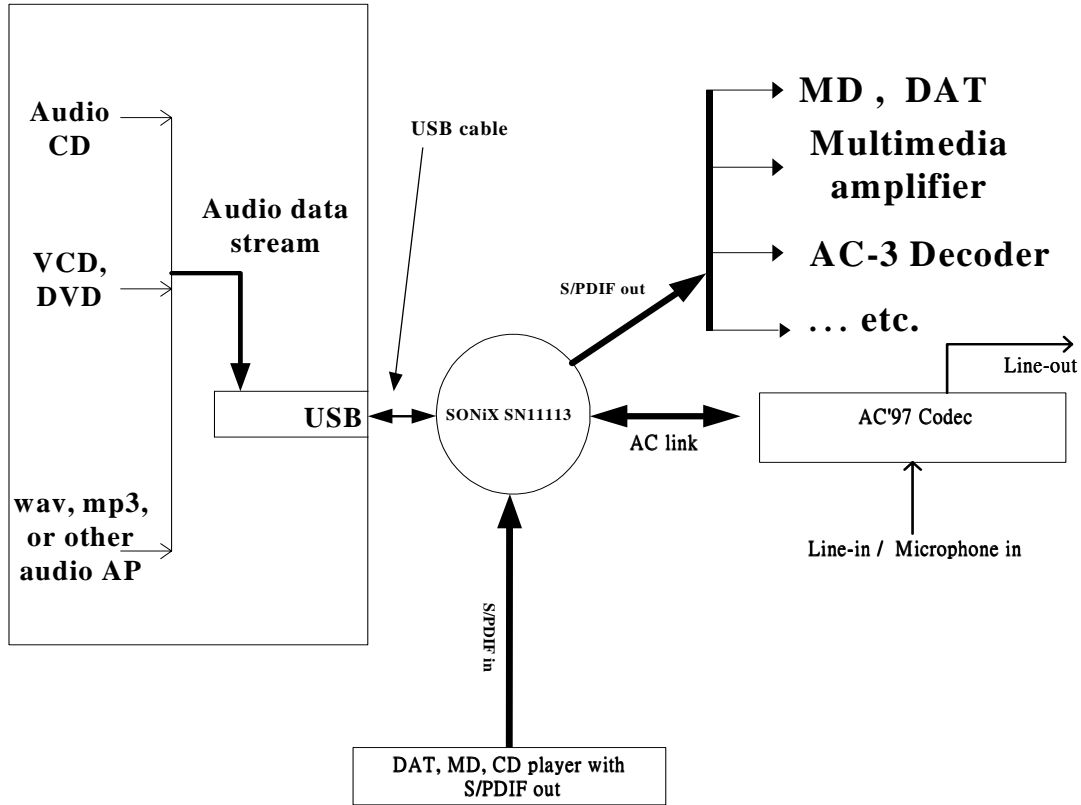 Audio
CD
Audio data
stream
VCD,
DVD
wav, mp3,
or other
audio AP
USB
USB cable
SONiX SN11113
S/PDIF out
MD , DAT
Multimedia
amplifier
AC-3 Decoder
... etc.
Line-out
AC link
AC'97 Codec
Line-in / Microphone in
S/PDIF in
DAT, MD, CD player with
S/PDIF out